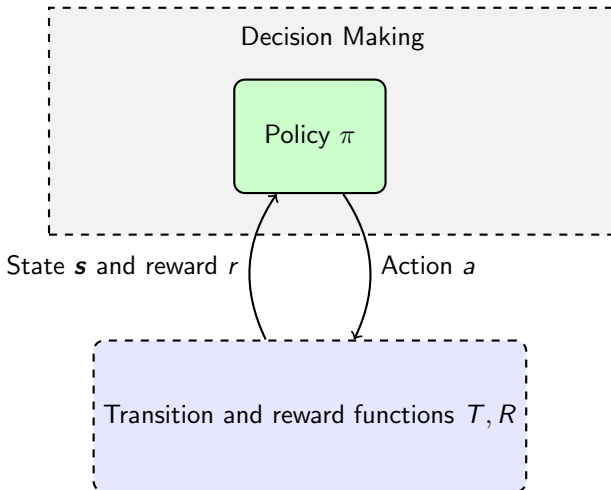 Decision Making
Policy π
State s and reward r
Action a
Transition and reward functions T, R